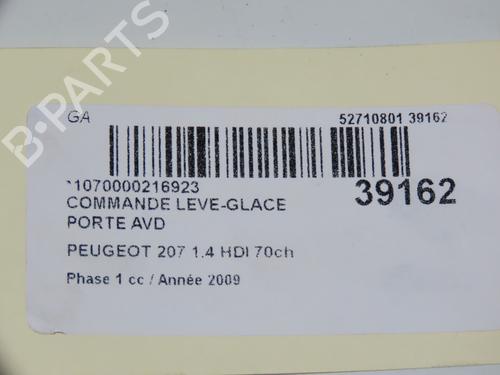 GA
52710801 39162
11070000216923
39162
COMMANDE LEVE-GLACE
PORTE AVD
PEUGEOT 207 1.4 HDI 70ch
Phase 1 cc / Année 2009
B-PARTS